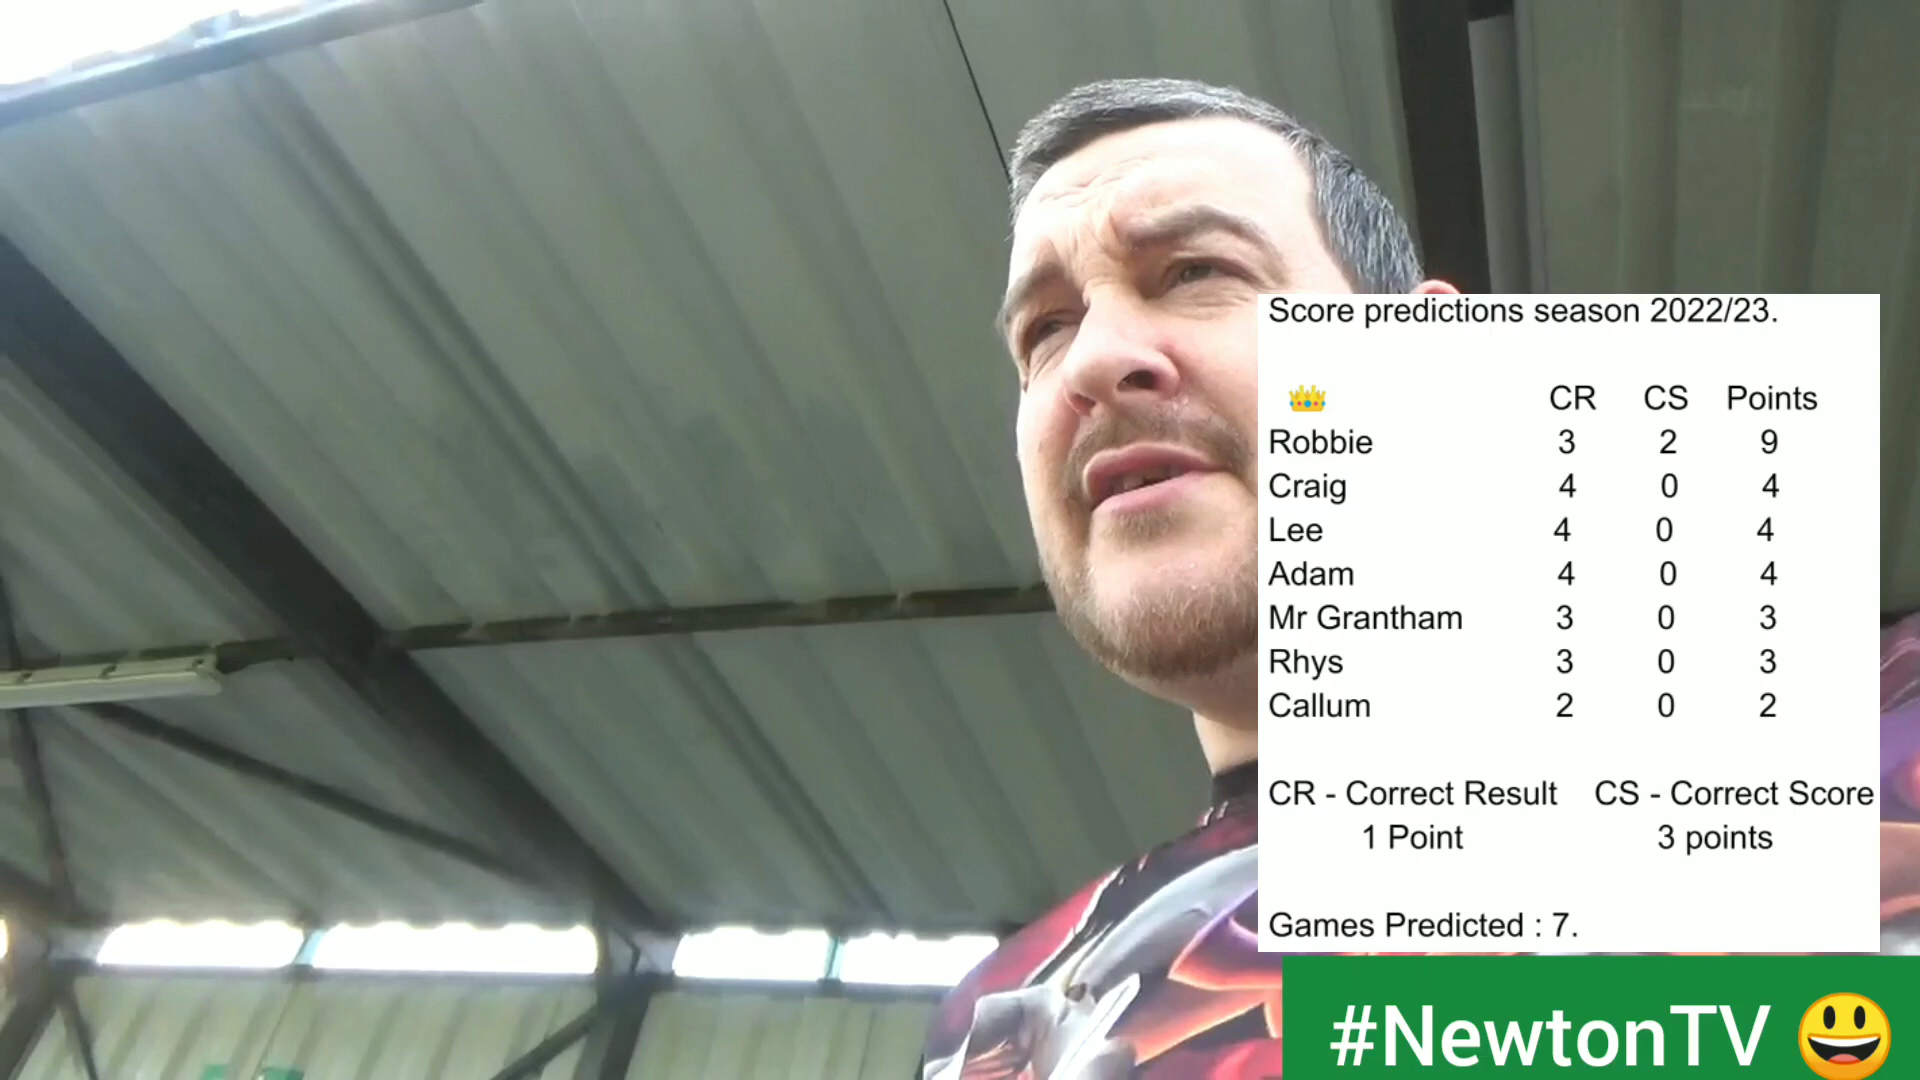 Score predictions season 2022/23.
👑 CR CS Points
Robbie 3 2 9
Craig 4 0 4
Lee 4 0 4
Adam 4 0 4
Mr Grantham 3 0 3
Rhys 3 0 3
Callum 2 0 2
CR - Correct Result CS - Correct Score
1 Point 3 points
Games Predicted : 7.
#NewtonTV 😃